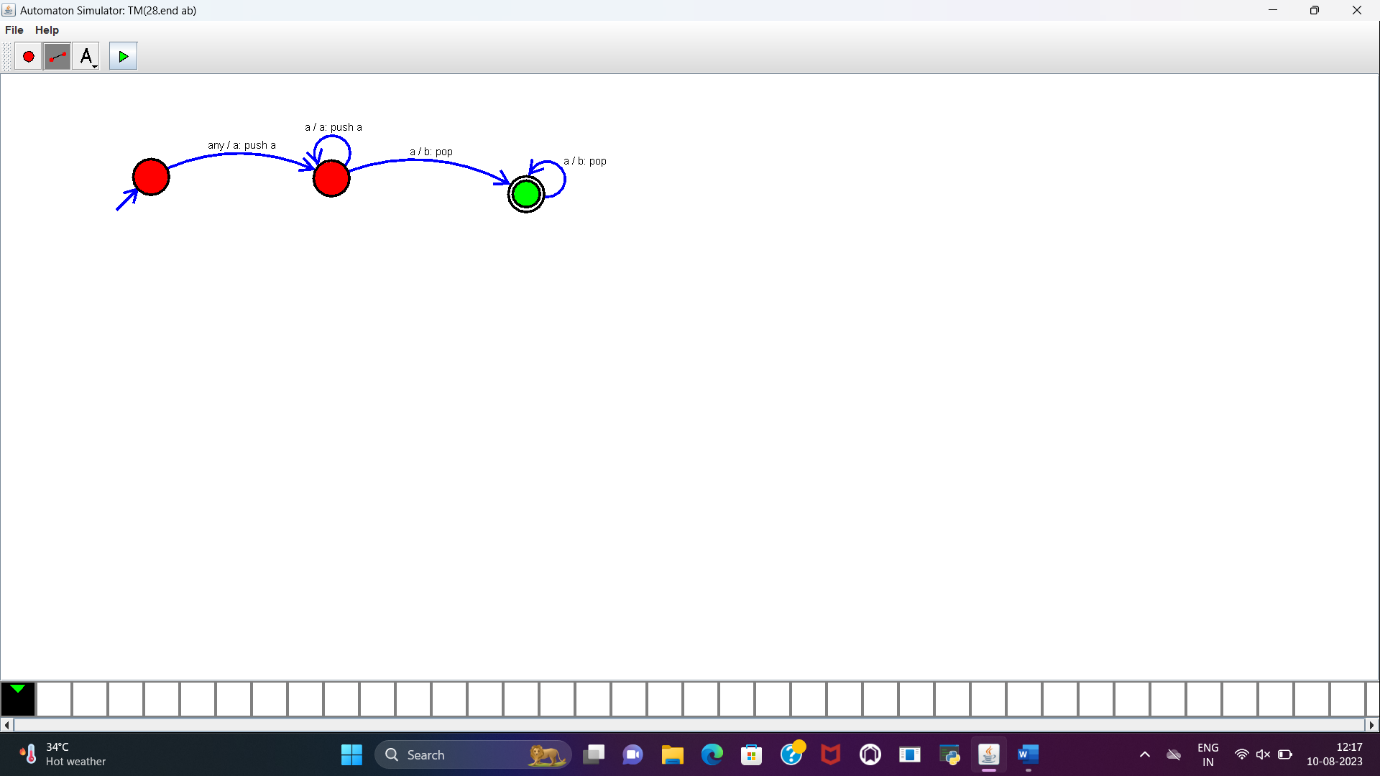 Automaton Simulator: TM(28.end ab)
File Help
A
a / a: push a
any / a: push a
a / b: pop
a / b: pop
34°C
Hot weather
Search
ENG
IN
12:17
10-08-2023